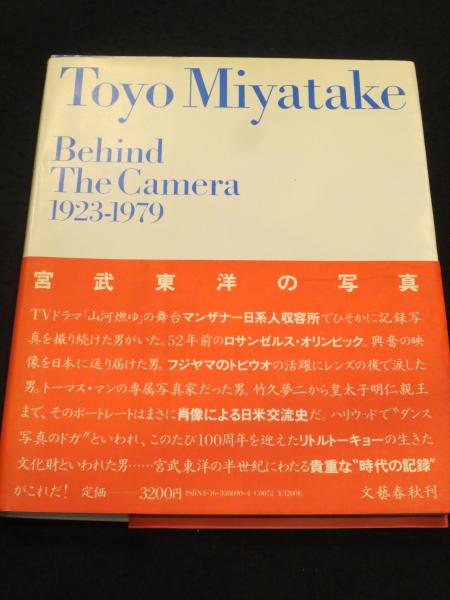 Toyo Miyatake
Behind
The Camera
1923-1979
宮武東洋の写真
TVドラマ「山河燃ゆ」の舞台マンザナー日系人収容所でひそかに記録写
真を撮り続けた男がいた。52年前のロサンゼルス・オリンピック。興奮の映
像を日本に送り届けた男。フジヤマのトビウオの活躍にレンズの後で涙した
男。トーマス・マンの専属写真家だった男。竹久夢二から皇太子明仁親王
まで、そのポートレートはまさに肖像による日米交流史だ。ハリウッドで"ダンス
写真のドガ"といわれ、このたび100周年を迎えたリトルトーキョーの生きた
文化財といわれた男……宮武東洋の半世紀にわたる貴重な"時代の記録"
がこれだ! 定価——3200円 ISBN4-16-338090-4 C0072 ¥3200E 文藝春秋刊